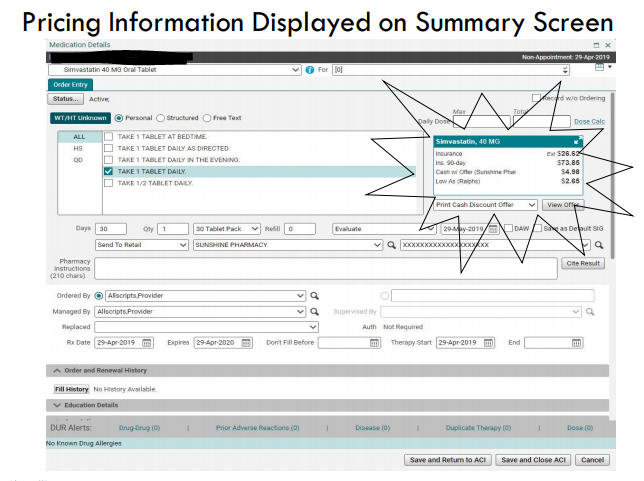 Pricing Information Displayed on Summary Screen
Medication Details
Non-Appointment: 29-Apr-2019
Simvastatin 40 MG Oral Tablet For [0]
Order Entry
Status... Active;
Record w/o Ordering
WT/HT Unknown Personal Structured Free Text
Max Total
Daily Dose Dose Calc
ALL TAKE 1 TABLET AT BEDTIME.
HS TAKE 1 TABLET DAILY AS DIRECTED.
QD TAKE 1 TABLET DAILY IN THE EVENING.
TAKE 1 TABLET DAILY.
TAKE 1/2 TABLET DAILY.
Simvastatin, 40 MG
Insurance Est $26.62
Ins. 90-day $73.85
Cash w/ Offer (Sunshine Phar $4.98
Low As (Ralphs) $2.65
Print Cash Discount Offer View Offer
Days 30 Qty 1 30 Tablet Pack Refill 0 Evaluate 29-May-2019 DAW Save as Default SIG
Send To Retail SUNSHINE PHARMACY XXXXXXXXXXXXXXXXXXXX
Pharmacy
Instructions
(210 chars)
Cite Result
Ordered By Allscripts,Provider
Managed By Allscripts,Provider Supervised By
Replaced Auth Not Required
Rx Date 29-Apr-2019 Expires 29-Apr-2020 Don't Fill Before Therapy Start 29-Apr-2019 End
Order and Renewal History
Fill History No History Available.
Education Details
DUR Alerts: Drug-Drug (0) | Prior Adverse Reactions (0) | Disease (0) | Duplicate Therapy (0) | Dose (0)
No Known Drug Allergies
Save and Return to ACI Save and Close ACI Cancel